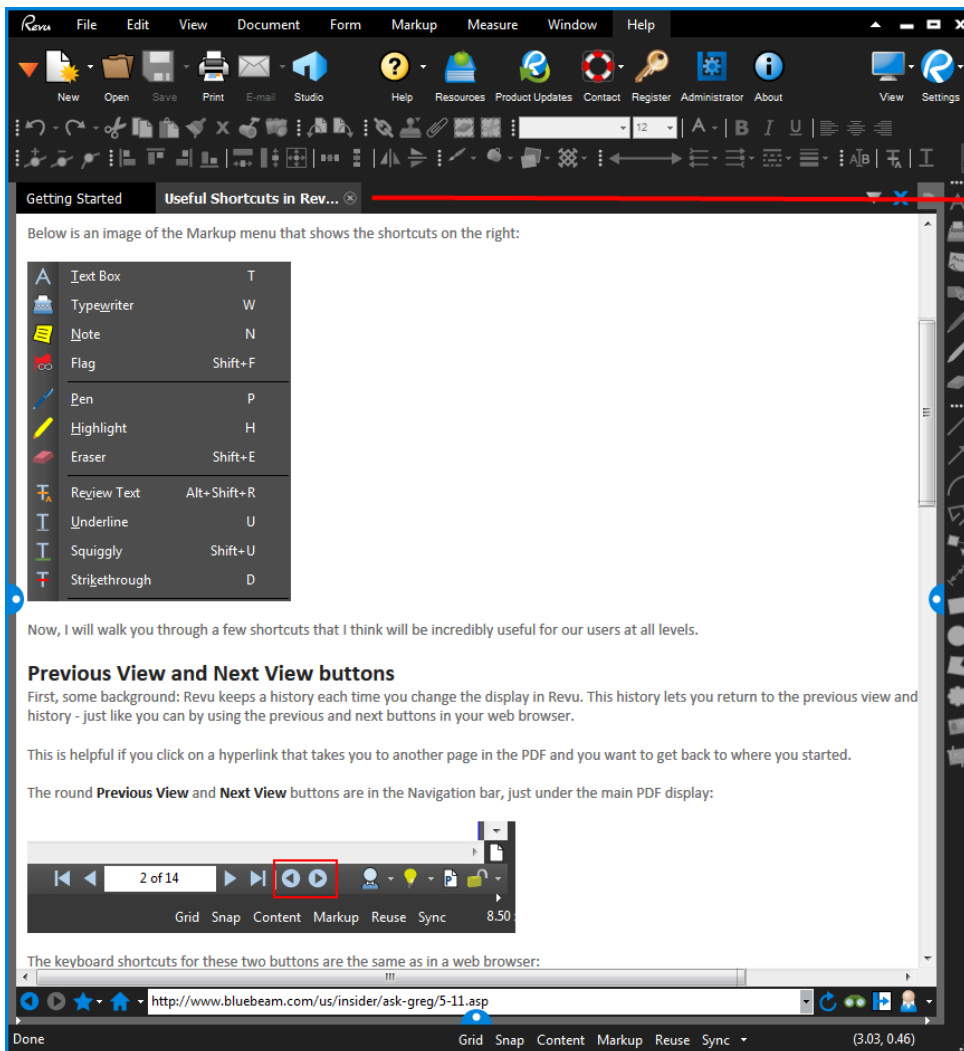 Revu File Edit View Document Form Markup Measure Window Help
New Open Save Print E-mail Studio Help Resources Product Updates Contact Register Administrator About View Settings
12 A B I U
Getting Started Useful Shortcuts in Rev...
Below is an image of the Markup menu that shows the shortcuts on the right:
Text Box T
Typewriter W
Note N
Flag Shift+F
Pen P
Highlight H
Eraser Shift+E
Review Text Alt+Shift+R
Underline U
Squiggly Shift+U
Strikethrough D
Now, I will walk you through a few shortcuts that I think will be incredibly useful for our users at all levels.
Previous View and Next View buttons
First, some background: Revu keeps a history each time you change the display in Revu. This history lets you return to the previous view and
history - just like you can by using the previous and next buttons in your web browser.
This is helpful if you click on a hyperlink that takes you to another page in the PDF and you want to get back to where you started.
The round Previous View and Next View buttons are in the Navigation bar, just under the main PDF display:
2 of 14
Grid Snap Content Markup Reuse Sync 8.50
The keyboard shortcuts for these two buttons are the same as in a web browser:
http://www.bluebeam.com/us/insider/ask-greg/5-11.asp
Done Grid Snap Content Markup Reuse Sync (3.03, 0.46)